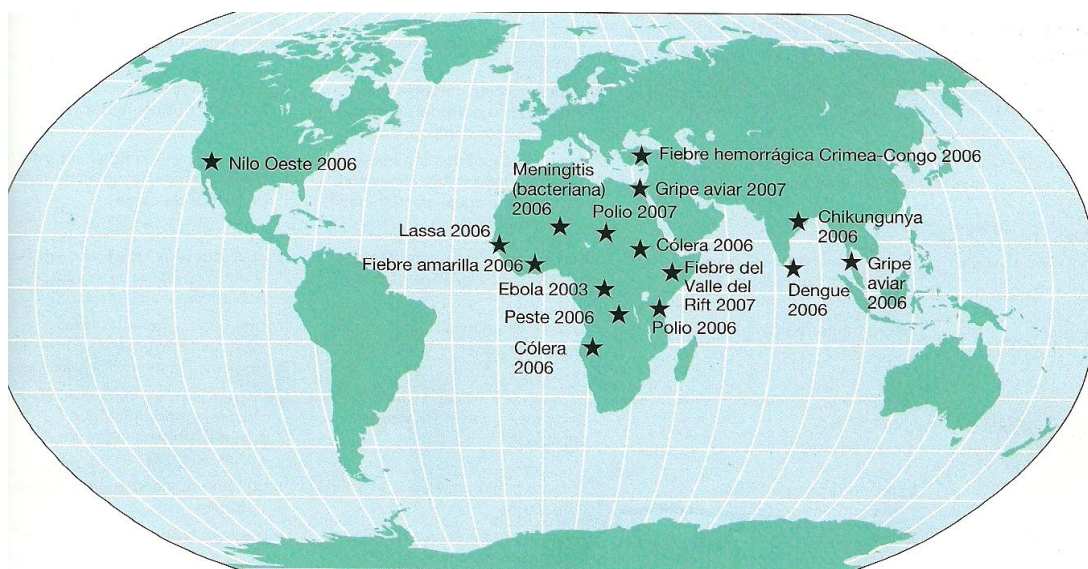 Nilo Oeste 2006
Fiebre hemorrágica Crimea-Congo 2006
Meningitis
(bacteriana)
2006
Gripe aviar 2007
Polio 2007
Chikungunya
2006
Lassa 2006
Cólera 2006
Fiebre amarilla 2006
Fiebre del
Valle del
Rift 2007
Gripe
aviar
2006
Dengue
2006
Ebola 2003
Peste 2006
Polio 2006
Cólera
2006